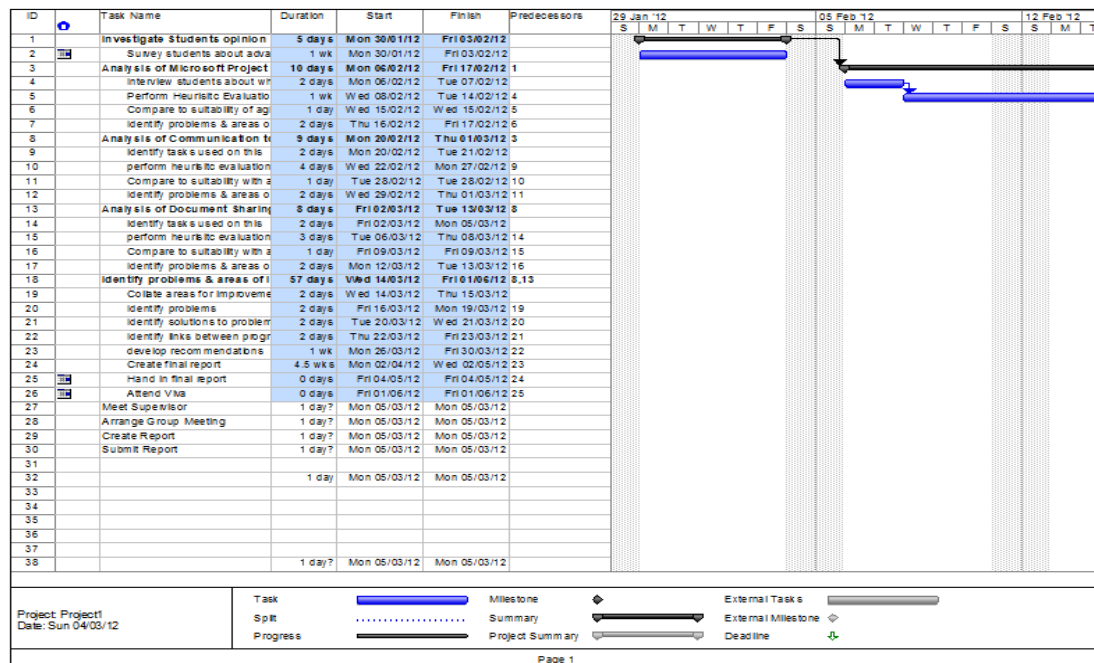 ID Task Name Duration Start Finish Predecessors 29 Jan '12 05 Feb '12 12 Feb '12
S M T W T F S S M T W T F S S M T
1 Investigate Students opinion 5 days Mon 30/01/12 Fri 03/02/12
2 Survey students about adva 1 wk Mon 30/01/12 Fri 03/02/12
3 Analysis of Microsoft Project 10 days Mon 06/02/12 Fri 17/02/12 1
4 Interview students about wh 2 days Mon 06/02/12 Tue 07/02/12
5 Perform Heurisitc Evaluatio 1 wk Wed 08/02/12 Tue 14/02/12 4
6 Compare to suitability of agi 1 day Wed 15/02/12 Wed 15/02/12 5
7 Identify problems & areas o 2 days Thu 16/02/12 Fri 17/02/12 6
8 Analysis of Communication to 9 days Mon 20/02/12 Thu 01/03/12 3
9 Identify tasks used on this 2 days Mon 20/02/12 Tue 21/02/12
10 perform heurisitc evaluation 4 days Wed 22/02/12 Mon 27/02/12 9
11 Compare to suitability with a 1 day Tue 28/02/12 Tue 28/02/12 10
12 Identify problems & areas o 2 days Wed 29/02/12 Thu 01/03/12 11
13 Analysis of Document Sharing 8 days Fri 02/03/12 Tue 13/03/12 8
14 Identify tasks used on this 2 days Fri 02/03/12 Mon 05/03/12
15 perform heurisitc evaluation 3 days Tue 06/03/12 Thu 08/03/12 14
16 Compare to suitability with a 1 day Fri 09/03/12 Fri 09/03/12 15
17 Identify problems & areas o 2 days Mon 12/03/12 Tue 13/03/12 16
18 Identify problems & areas of i 57 days Wed 14/03/12 Fri 01/06/12 8,13
19 Collate areas for improveme 2 days Wed 14/03/12 Thu 15/03/12
20 Identify problems 2 days Fri 16/03/12 Mon 19/03/12 19
21 Identify solutions to problem 2 days Tue 20/03/12 Wed 21/03/12 20
22 Identify links between progr 2 days Thu 22/03/12 Fri 23/03/12 21
23 develop recommendations 1 wk Mon 26/03/12 Fri 30/03/12 22
24 Create final report 4.5 wks Mon 02/04/12 Wed 02/05/12 23
25 Hand in final report 0 days Fri 04/05/12 Fri 04/05/12 24
26 Attend Viva 0 days Fri 01/06/12 Fri 01/06/12 25
27 Meet Supervisor 1 day? Mon 05/03/12 Mon 05/03/12
28 Arrange Group Meeting 1 day? Mon 05/03/12 Mon 05/03/12
29 Create Report 1 day? Mon 05/03/12 Mon 05/03/12
30 Submit Report 1 day? Mon 05/03/12 Mon 05/03/12
31
32 1 day Mon 05/03/12 Mon 05/03/12
33
34
35
36
37
38 1 day? Mon 05/03/12 Mon 05/03/12
Project: Project1
Date: Sun 04/03/12
Task Milestone External Tasks
Split Summary External Milestone
Progress Project Summary Deadline
Page 1